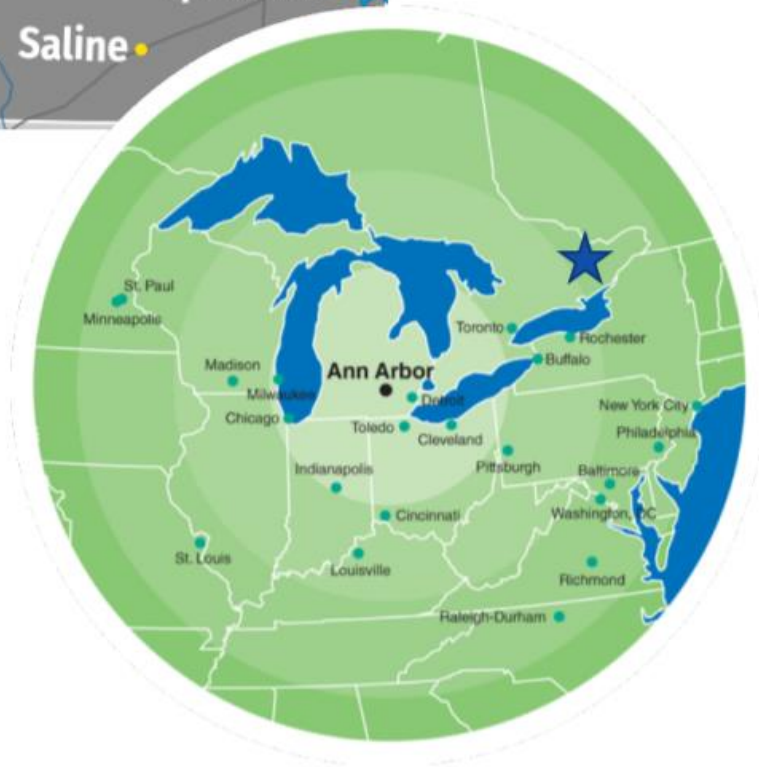 Saline
St. Paul
Minneapolis
Toronto
Rochester
Buffalo
Madison
Ann Arbor
Milwaukee
Detroit
New York City
Chicago
Toledo
Cleveland
Philadelphia
Indianapolis
Pittsburgh
Baltimore
Cincinnati
Washington, DC
St. Louis
Louisville
Richmond
Raleigh-Durham